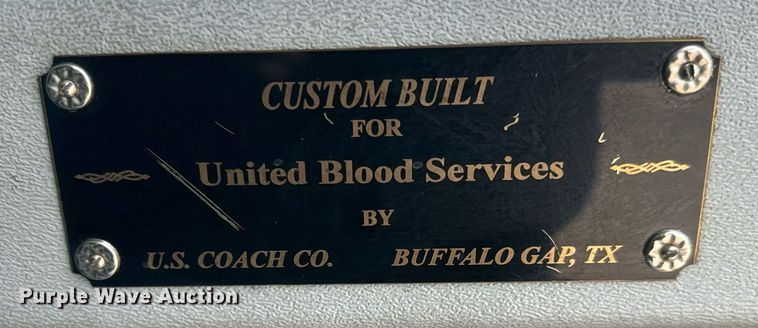 CUSTOM BUILT
FOR
United Blood Services
BY
U.S. COACH CO. BUFFALO GAP, TX
Purple Wave Auction